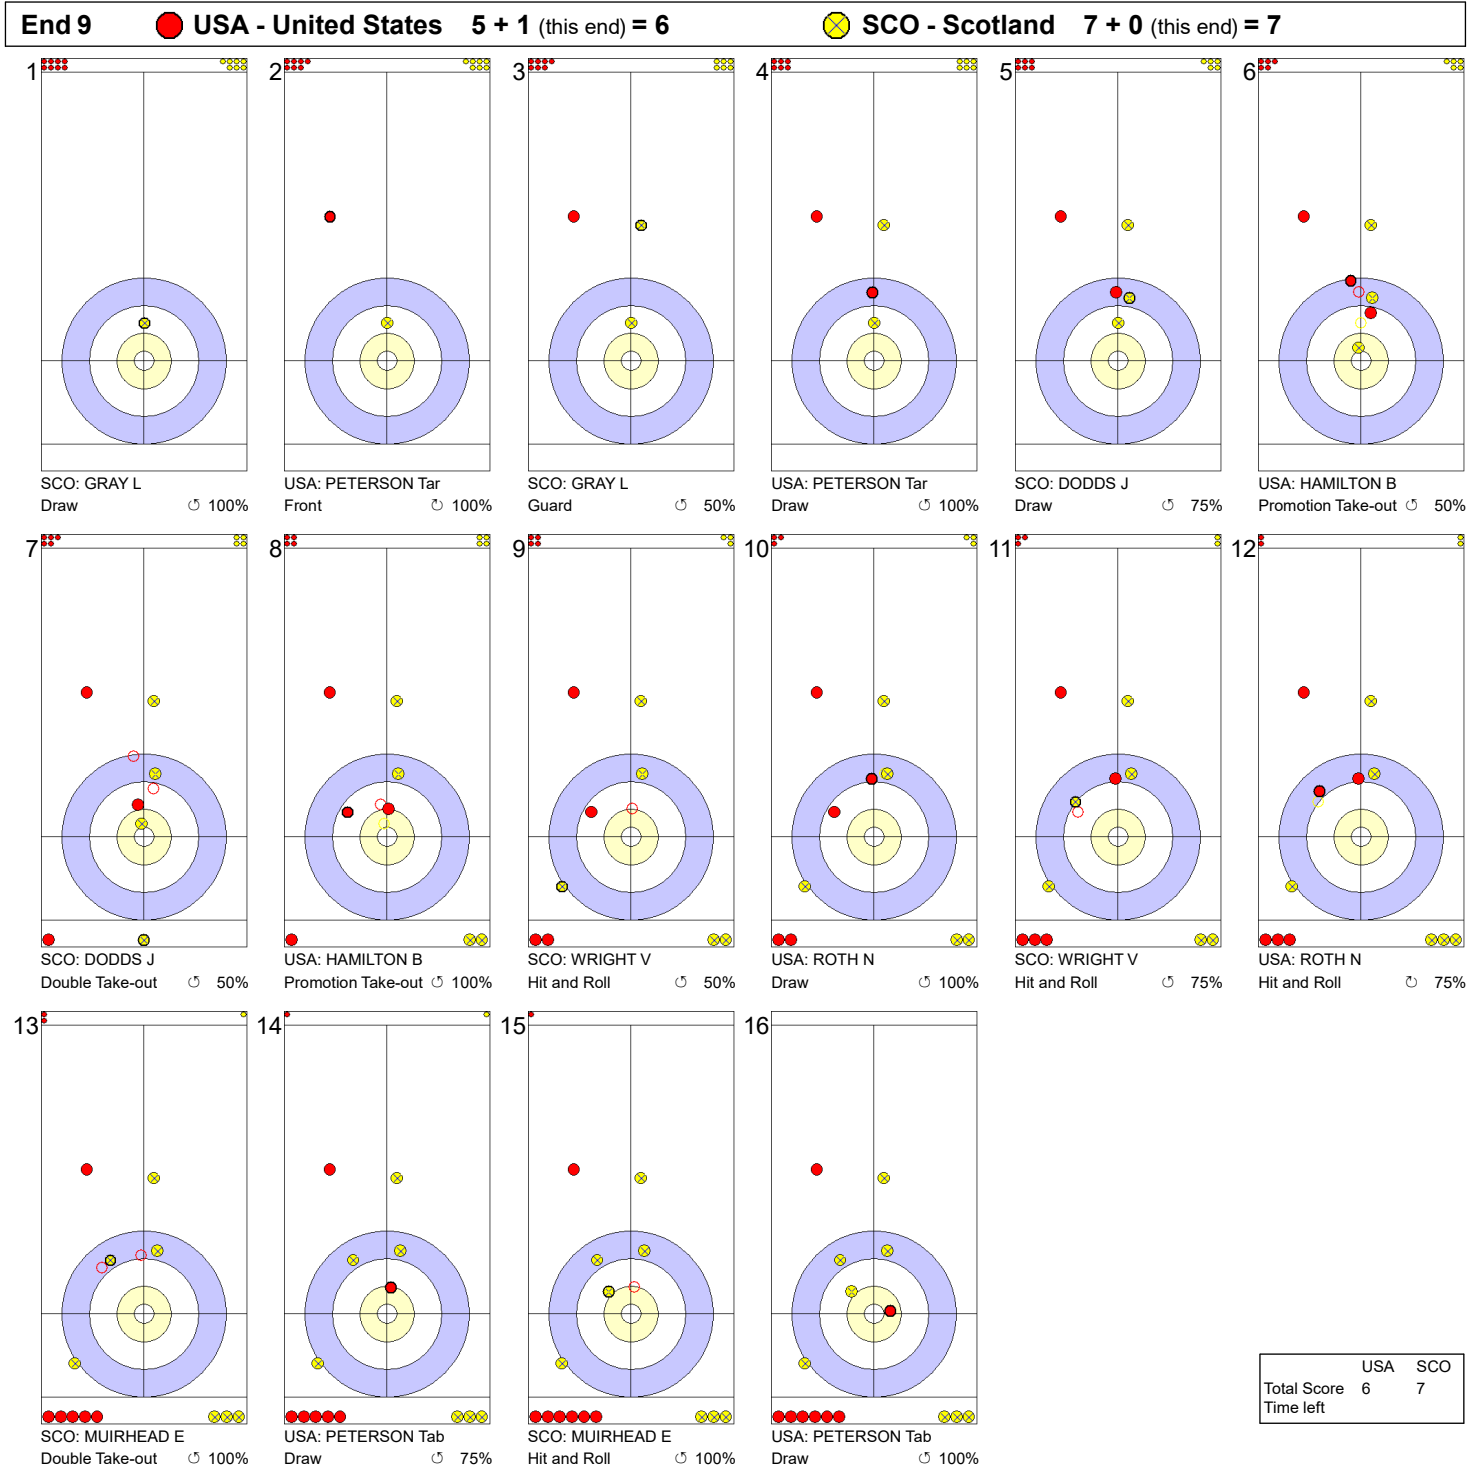 End 9 USA - United States 5 + 1 (this end) = 6 SCO - Scotland 7 + 0 (this end) = 7
1 2 3 4 5 6
SCO: GRAY L USA: PETERSON Tar SCO: GRAY L USA: PETERSON Tar SCO: DODDS J USA: HAMILTON B
Draw ↺ 100% Front ↻ 100% Guard ↺ 50% Draw ↺ 100% Draw ↺ 75% Promotion Take-out ↺ 50%
7 8 9 10 11 12
SCO: DODDS J USA: HAMILTON B SCO: WRIGHT V USA: ROTH N SCO: WRIGHT V USA: ROTH N
Double Take-out ↺ 50% Promotion Take-out ↺ 100% Hit and Roll ↺ 50% Draw ↺ 100% Hit and Roll ↺ 75% Hit and Roll ↻ 75%
13 14 15 16
SCO: MUIRHEAD E USA: PETERSON Tab SCO: MUIRHEAD E USA: PETERSON Tab
Double Take-out ↺ 100% Draw ↺ 75% Hit and Roll ↺ 100% Draw ↺ 100%
USA SCO
Total Score 6 7
Time left